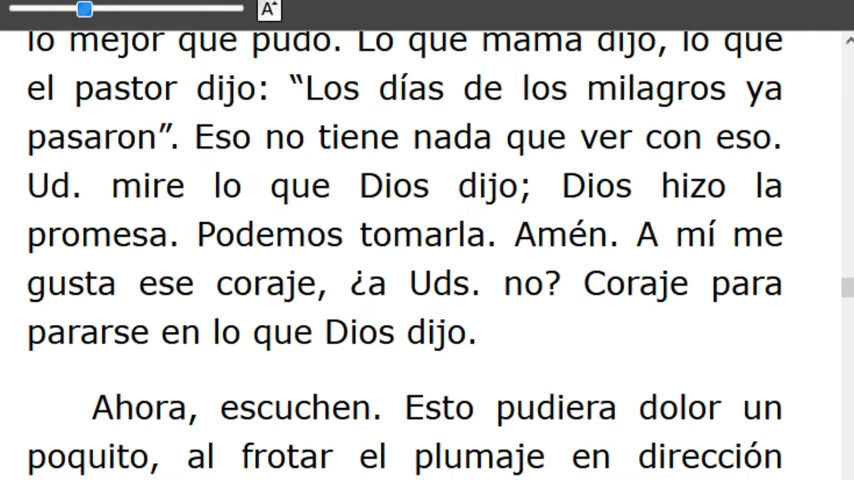 A
lo mejor que pudo. Lo que mamá dijo, lo que
el pastor dijo: “Los días de los milagros ya
pasaron”. Eso no tiene nada que ver con eso.
Ud. mire lo que Dios dijo; Dios hizo la
promesa. Podemos tomarla. Amén. A mí me
gusta ese coraje, ¿a Uds. no? Coraje para
pararse en lo que Dios dijo.
Ahora, escuchen. Esto pudiera dolor un
poquito, al frotar el plumaje en dirección